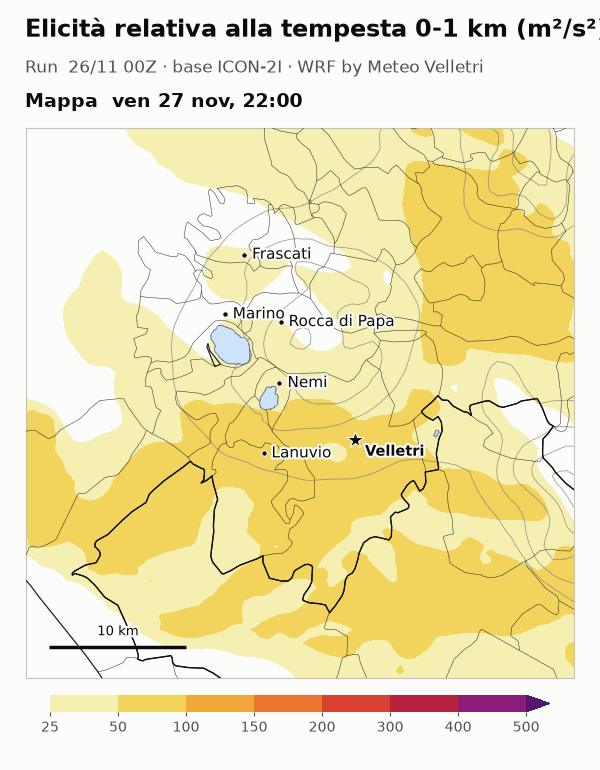 Elicità relativa alla tempesta 0-1 km (m²/s²)
Run  26/11 00Z · base ICON-2I · WRF by Meteo Velletri
Mappa  ven 27 nov, 22:00
Frascati
Marino
Rocca di Papa
Nemi
Velletri
Lanuvio
10 km
25 50 100 150 200 300 400 500